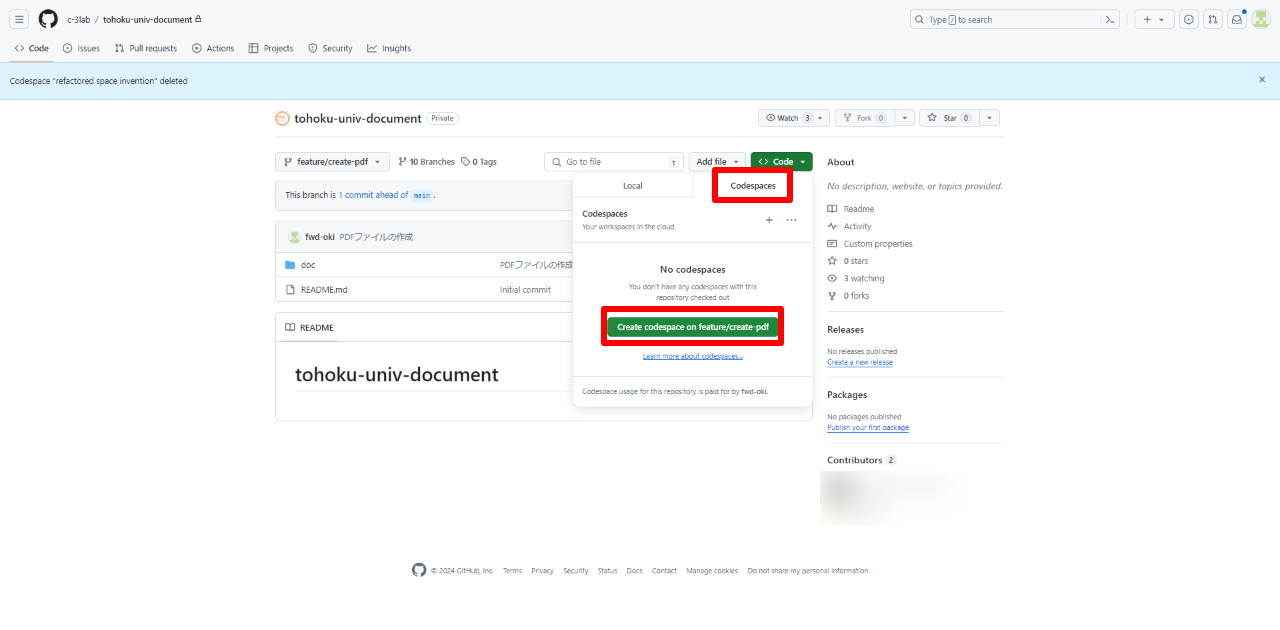 c-3lab / tohoku-univ-document
Type / to search
Code Issues Pull requests Actions Projects Security Insights
Codespace "refactored space invention" deleted
tohoku-univ-document Private
Watch 3 Fork 0 Star 0
feature/create-pdf 10 Branches 0 Tags Go to file t Add file Code
This branch is 1 commit ahead of main .
fwd-oki PDFファイルの作成
doc PDFファイルの作成
README.md Initial commit
README
tohoku-univ-document
Local Codespaces
Codespaces
Your workspaces in the cloud
No codespaces
You don't have any codespaces with this
repository checked out
Create codespace on feature/create-pdf
Learn more about codespaces...
Codespace usage for this repository is paid for by fwd-oki.
About
No description, website, or topics provided.
Readme
Activity
Custom properties
0 stars
3 watching
0 forks
Releases
No releases published
Create a new release
Packages
No packages published
Publish your first package
Contributors 2
© 2024 GitHub, Inc. Terms Privacy Security Status Docs Contact Manage cookies Do not share my personal information